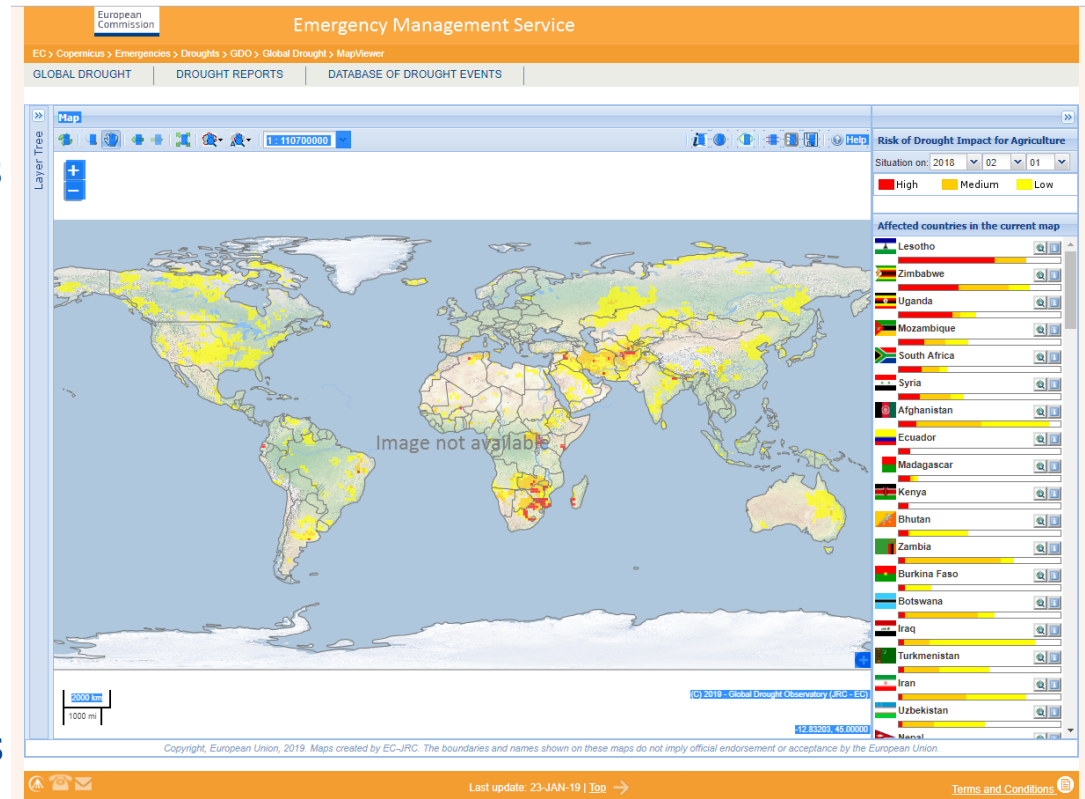 European
Commission
Emergency Management Service
EC > Copernicus > Emergencies > Droughts > GDO > Global Drought > MapViewer
GLOBAL DROUGHT
DROUGHT REPORTS
DATABASE OF DROUGHT EVENTS
Layer Tree
Map
1 : 110700000
Help
Image not available
2000 km
1000 mi
(C) 2019 - Global Drought Observatory (JRC - EC)
-12.83203, 45.00000
Risk of Drought Impact for Agriculture
Situation on: 2018 02 01
High Medium Low
Affected countries in the current map
Lesotho
Zimbabwe
Uganda
Mozambique
South Africa
Syria
Afghanistan
Ecuador
Madagascar
Kenya
Bhutan
Zambia
Burkina Faso
Botswana
Iraq
Turkmenistan
Iran
Uzbekistan
Nepal
Copyright, European Union, 2019. Maps created by EC-JRC. The boundaries and names shown on these maps do not imply official endorsement or acceptance by the European Union.
Last update: 23-JAN-19 | Top
Terms and Conditions